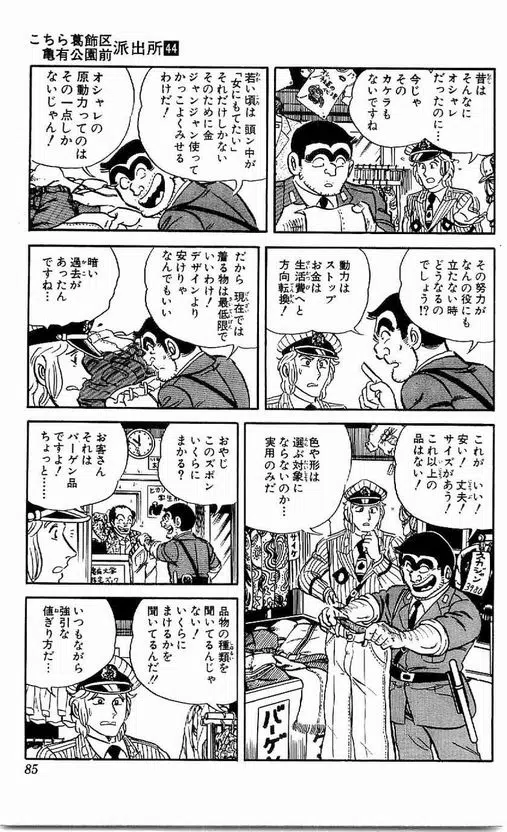 こちら葛飾区
亀有公園前
派出所44
昔は
そんなに
オシャレ
だったのに…
今じゃ
その
カケラも
ないですね
若い頃は 頭ン中が
「女にもてたい」
それだけしかない
そのために金
ジャンジャン使って
かっこよくみせる
わけだ!
オシャレの
原動力ってのは
その一点しか
ないじゃん!
その努力が
なんの役にも
立たない時
どうなるの
でしょう!?
動力は
ストップ
お金は
生活費へと
方向転換!
だから 現在では
着る物は最低限で
いいわけ!
デザインより
安けりゃ
なんでもいい
暗い
過去が
あったん
ですね…
これが いい!
安い! 丈夫!
サイズがあう!
これ以上の
品はない!
色や形は
選ぶ対象に
ならないのか…
実用のみだ
スカジャン
3980
バーゲン
おやじ
このズボン
いくらに
まかる?
お客さん
それは
バーゲン品
ですよ!
ちょっと……
品物の種類を
聞いてるんじゃ
ない!
いくらに
まけるかを
聞いてるんだ!!
いつもながら
強引な
値ぎり方だ…
85